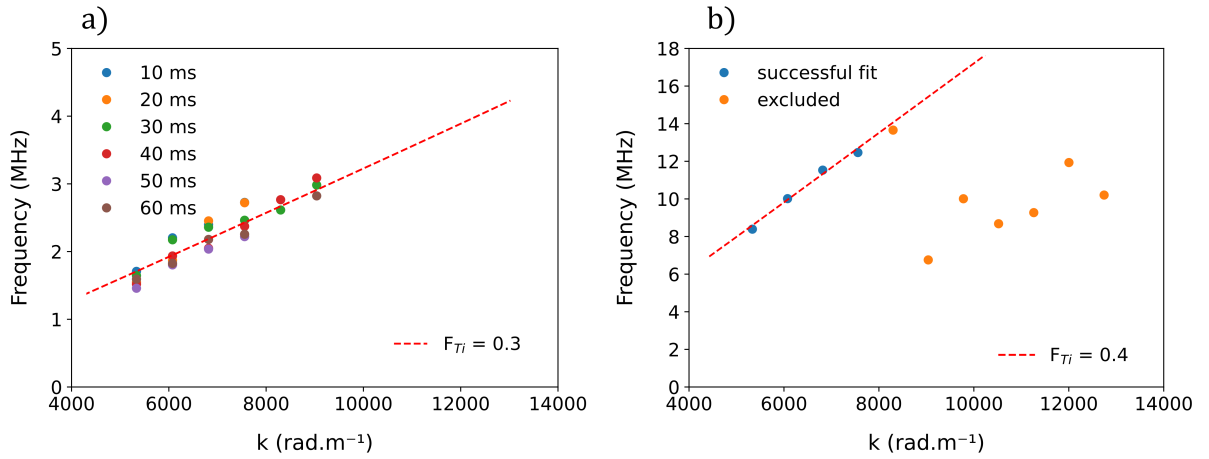 a)
5
4
3
2
1
0
Frequency (MHz)
10 ms
20 ms
30 ms
40 ms
50 ms
60 ms
F_Ti = 0.3
4000 6000 8000 10000 12000 14000
k (rad.m⁻¹)
b)
18
16
14
12
10
8
6
4
2
0
Frequency (MHz)
successful fit
excluded
F_Ti = 0.4
4000 6000 8000 10000 12000 14000
k (rad.m⁻¹)